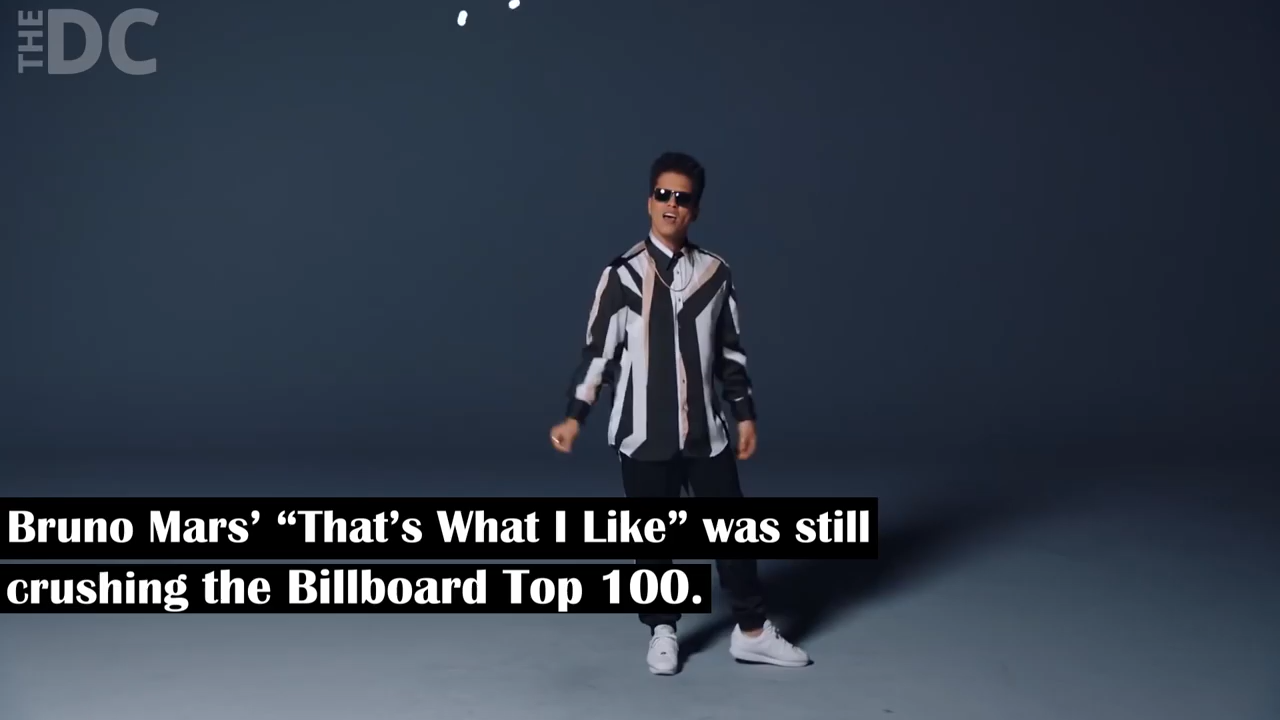 THE DC
Bruno Mars’ “That’s What I Like” was still
crushing the Billboard Top 100.